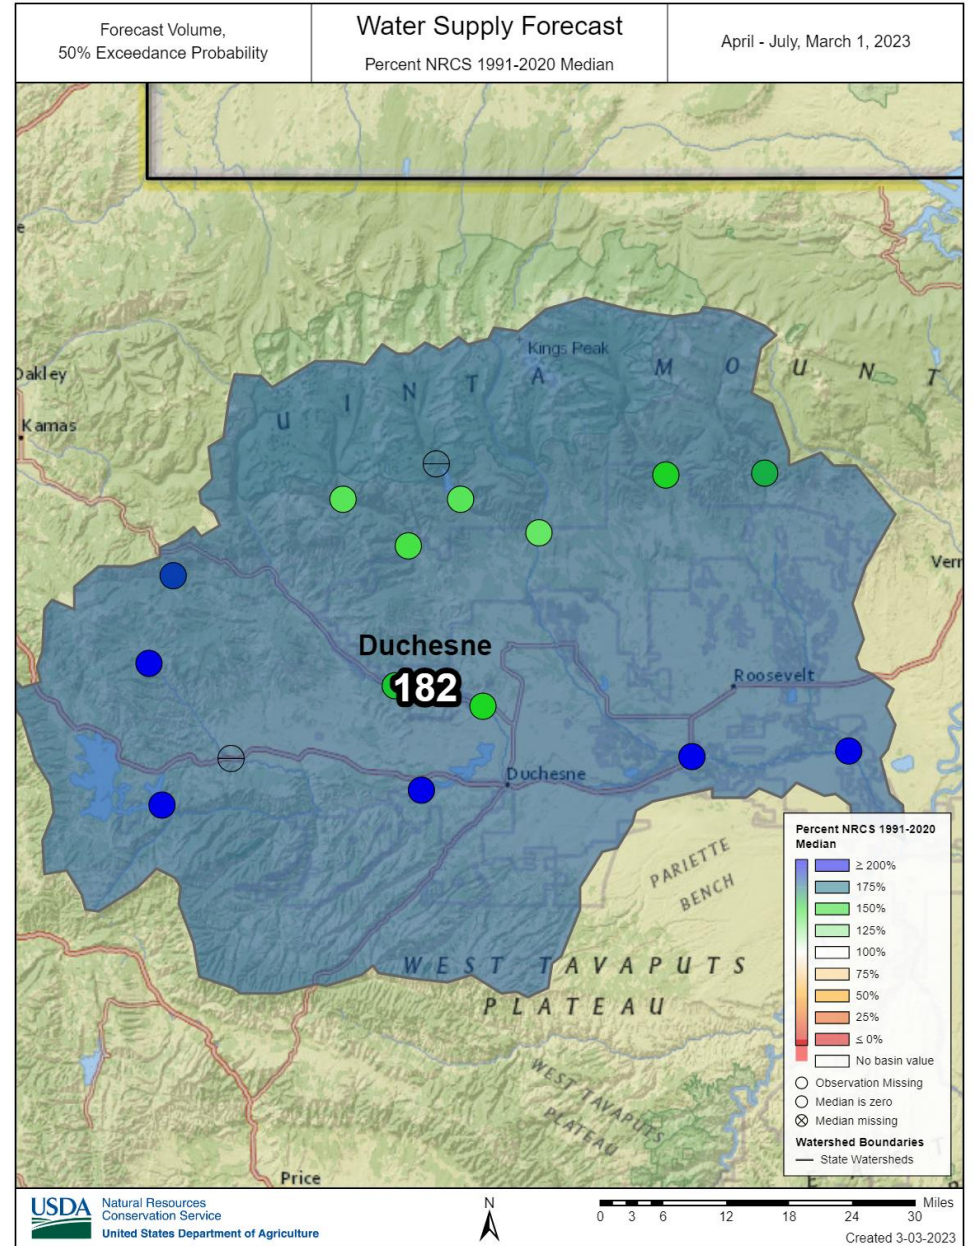 Forecast Volume,
50% Exceedance Probability
Water Supply Forecast
Percent NRCS 1991-2020 Median
April - July, March 1, 2023
e
Oakley
Kamas
Kings Peak
UINTA MOUNT
Vern
Duchesne
182
Roosevelt
Duchesne
PARIETTE
BENCH
WEST TAVAPUTS
PLATEAU
WEST TAVAPUTS
PLATEAU
Price
Percent NRCS 1991-2020
Median
≥ 200%
175%
150%
125%
100%
75%
50%
25%
≤ 0%
No basin value
Observation Missing
Median is zero
Median missing
Watershed Boundaries
State Watersheds
USDA
Natural Resources
Conservation Service
United States Department of Agriculture
N
Miles
0 3 6 12 18 24 30
Created 3-03-2023